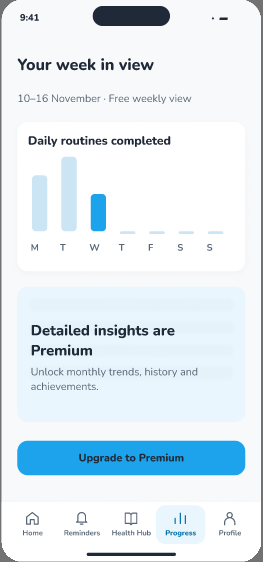 9:41
Your week in view
10–16 November · Free weekly view
Daily routines completed
M T W T F S S
Detailed insights are
Premium
Unlock monthly trends, history and
achievements.
Upgrade to Premium
Home Reminders Health Hub Progress Profile